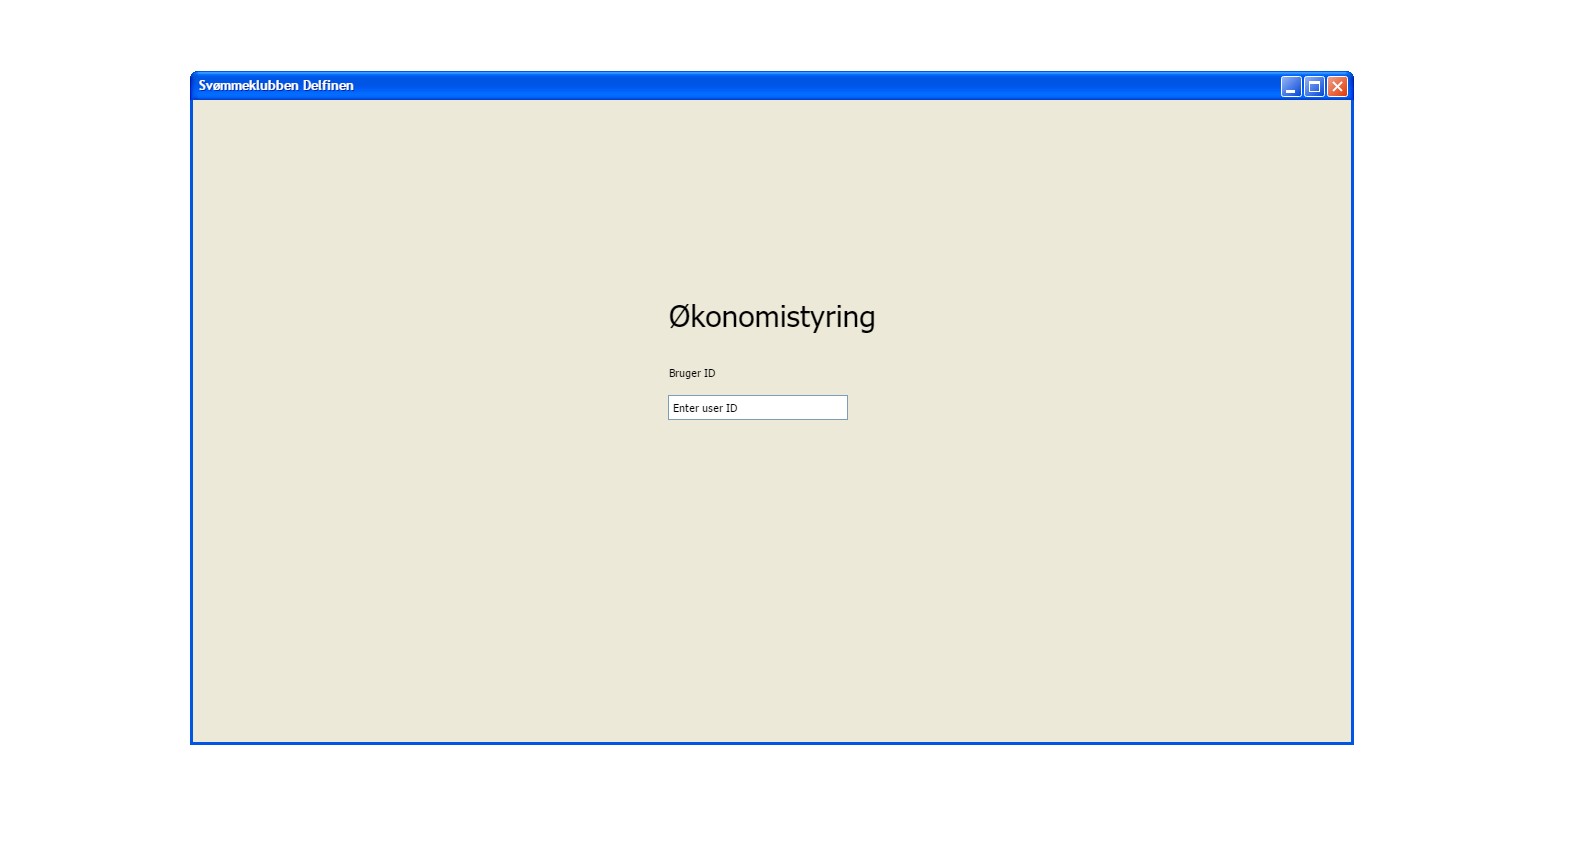 Svømmeklubben Delfinen
Økonomistyring
Bruger ID
Enter user ID